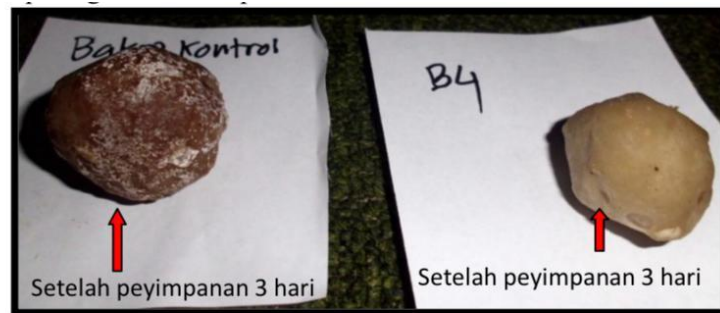 Bakso Kontrol
B4
Setelah peyimpanan 3 hari
Setelah peyimpanan 3 hari